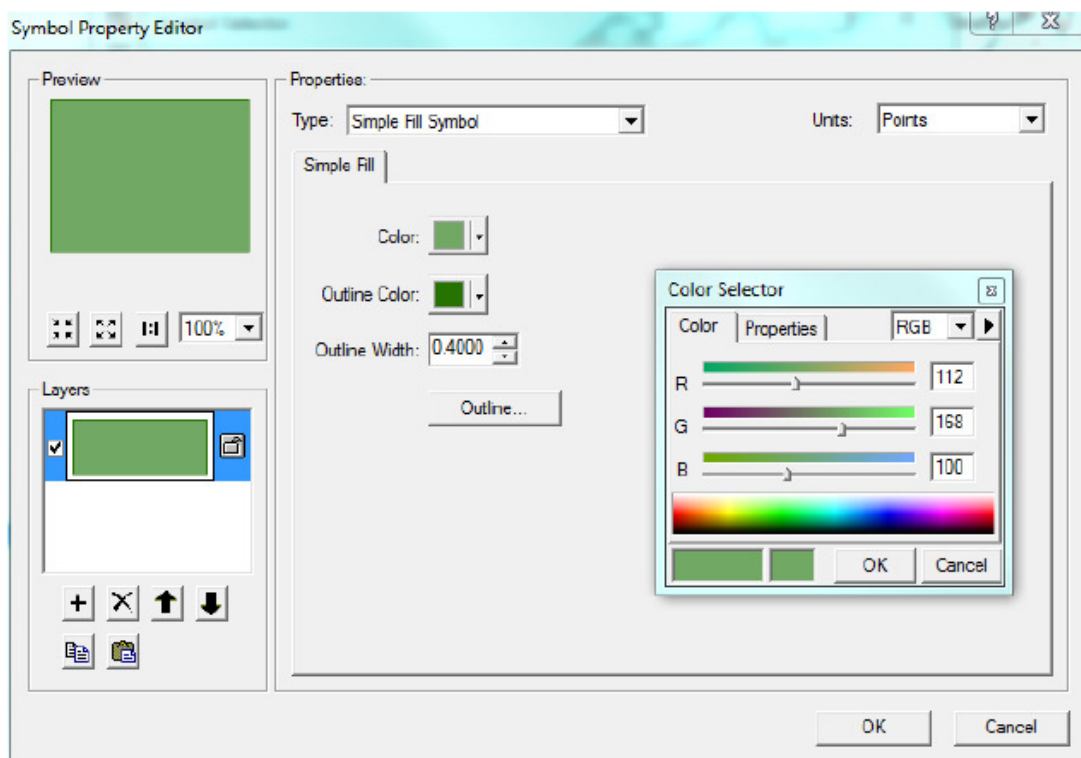 Symbol Property Editor
Preview
100%
Layers
Properties:
Type: Simple Fill Symbol
Units: Points
Simple Fill
Color:
Outline Color:
Outline Width: 0.4000
Outline...
Color Selector
Color Properties RGB
R 112
G 168
B 100
OK Cancel
OK Cancel